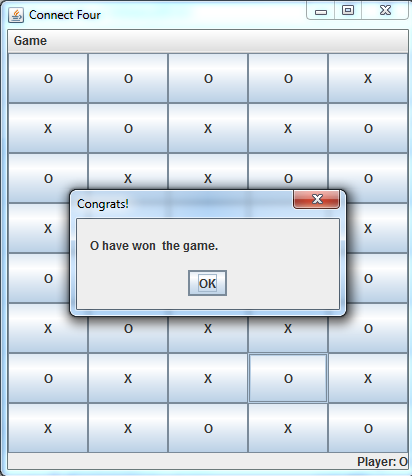 Connect Four
Game
O O O O X
X O X X O
O X X O O
X
Congrats!
O have won the game.
OK
O O
X O X X O
O X X O X
X X O X O
Player: O